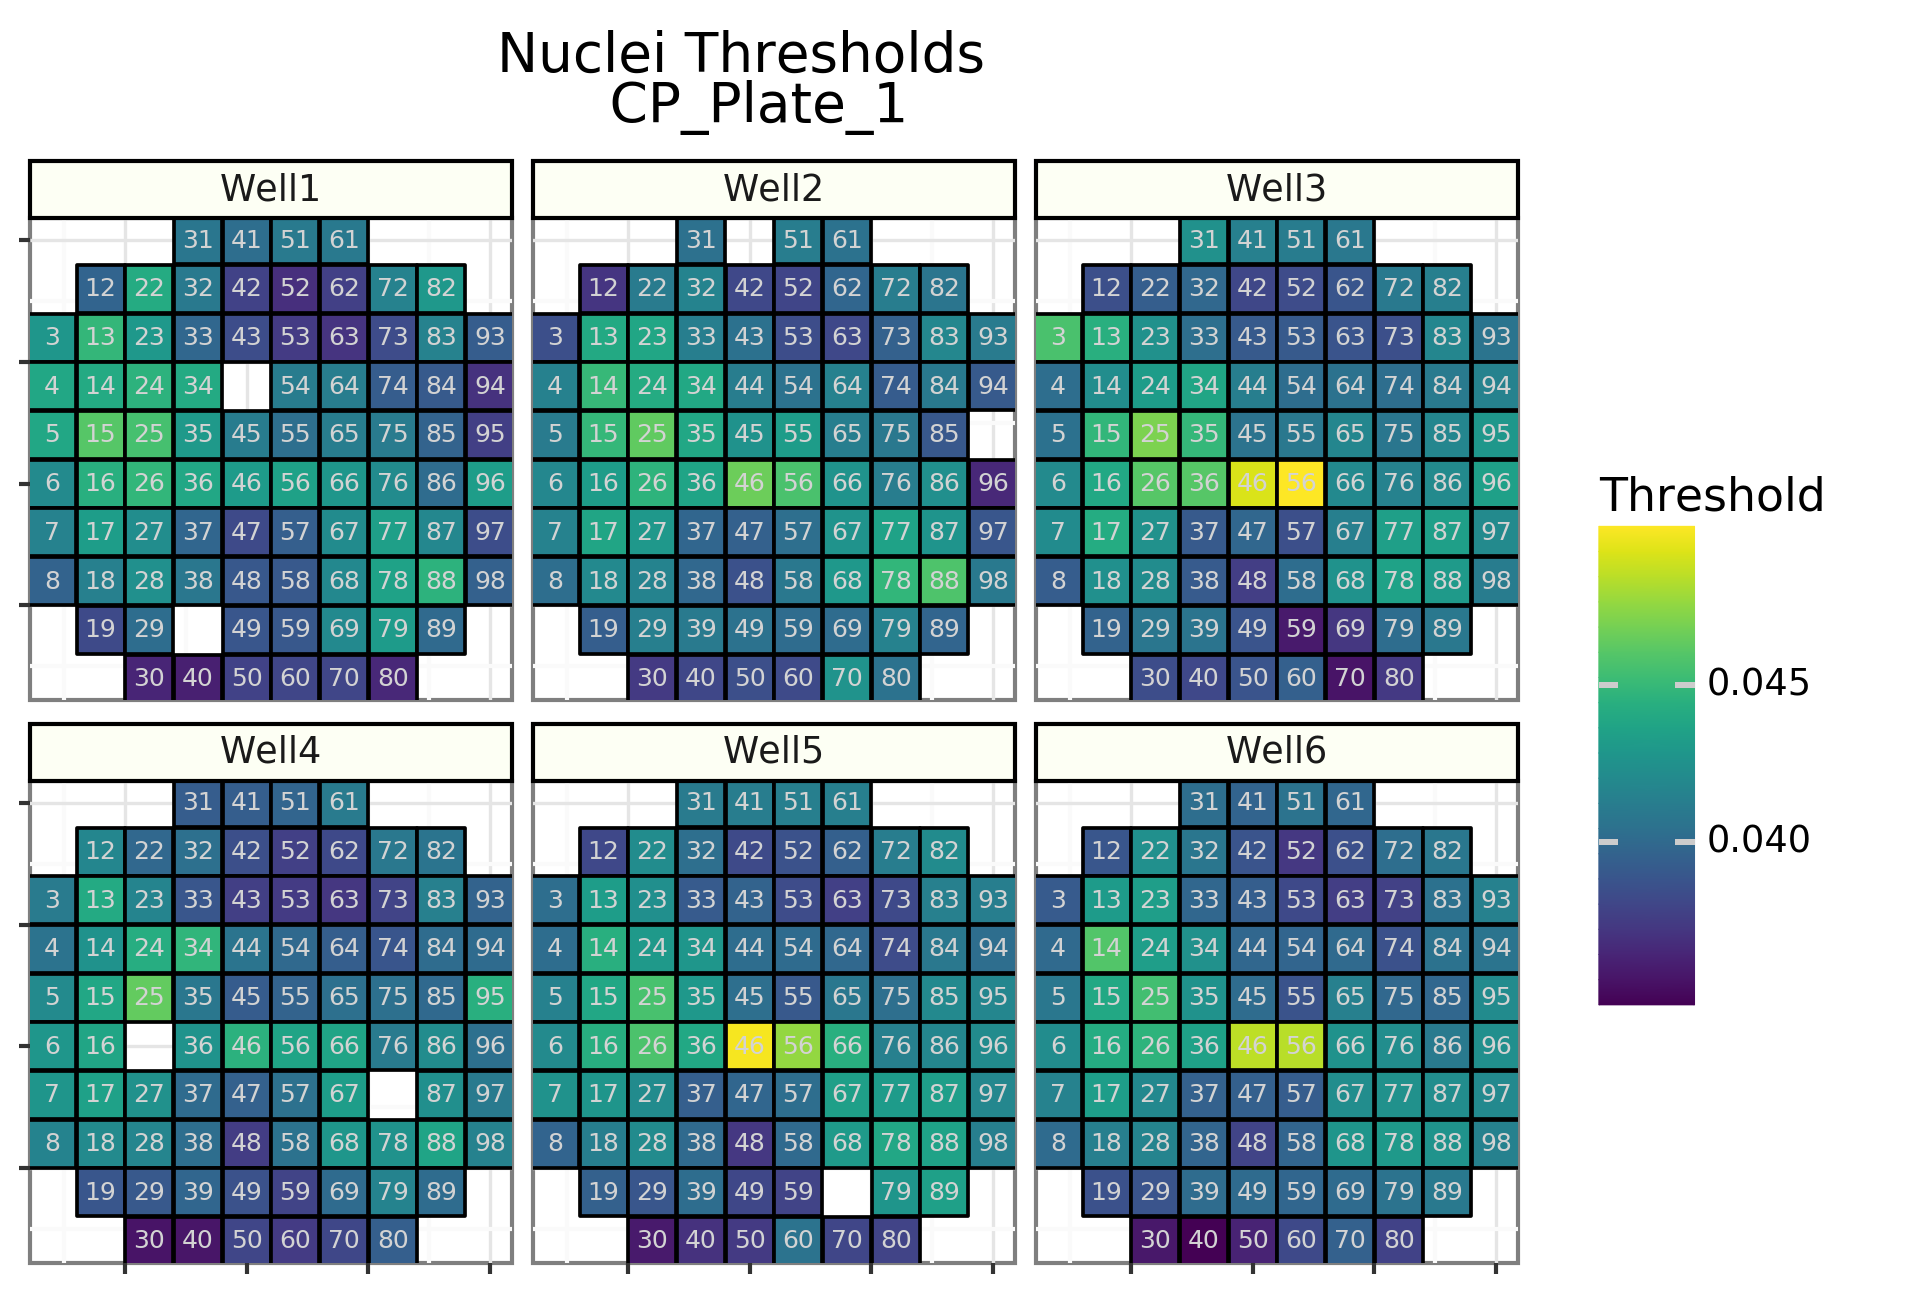 Nuclei Thresholds
CP_Plate_1
Well1 Well2 Well3
31 41 51 61 31 51 61 31 41 51 61
12 22 32 42 52 62 72 82 12 22 32 42 52 62 72 82 12 22 32 42 52 62 72 82
3 13 23 33 43 53 63 73 83 93 3 13 23 33 43 53 63 73 83 93 3 13 23 33 43 53 63 73 83 93
4 14 24 34 54 64 74 84 94 4 14 24 34 44 54 64 74 84 94 4 14 24 34 44 54 64 74 84 94
5 15 25 35 45 55 65 75 85 95 5 15 25 35 45 55 65 75 85 5 15 25 35 45 55 65 75 85 95
6 16 26 36 46 56 66 76 86 96 6 16 26 36 46 56 66 76 86 96 6 16 26 36 46 56 66 76 86 96
7 17 27 37 47 57 67 77 87 97 7 17 27 37 47 57 67 77 87 97 7 17 27 37 47 57 67 77 87 97
8 18 28 38 48 58 68 78 88 98 8 18 28 38 48 58 68 78 88 98 8 18 28 38 48 58 68 78 88 98
19 29 49 59 69 79 89 19 29 39 49 59 69 79 89 19 29 39 49 59 69 79 89
30 40 50 60 70 80 30 40 50 60 70 80 30 40 50 60 70 80
Well4 Well5 Well6
31 41 51 61 31 41 51 61 31 41 51 61
12 22 32 42 52 62 72 82 12 22 32 42 52 62 72 82 12 22 32 42 52 62 72 82
3 13 23 33 43 53 63 73 83 93 3 13 23 33 43 53 63 73 83 93 3 13 23 33 43 53 63 73 83 93
4 14 24 34 44 54 64 74 84 94 4 14 24 34 44 54 64 74 84 94 4 14 24 34 44 54 64 74 84 94
5 15 25 35 45 55 65 75 85 95 5 15 25 35 45 55 65 75 85 95 5 15 25 35 45 55 65 75 85 95
6 16 36 46 56 66 76 86 96 6 16 26 36 46 56 66 76 86 96 6 16 26 36 46 56 66 76 86 96
7 17 27 37 47 57 67 87 97 7 17 27 37 47 57 67 77 87 97 7 17 27 37 47 57 67 77 87 97
8 18 28 38 48 58 68 78 88 98 8 18 28 38 48 58 68 78 88 98 8 18 28 38 48 58 68 78 88 98
19 29 39 49 59 69 79 89 19 29 39 49 59 79 89 19 29 39 49 59 69 79 89
30 40 50 60 70 80 30 40 50 60 70 80 30 40 50 60 70 80
Threshold
0.045
0.040